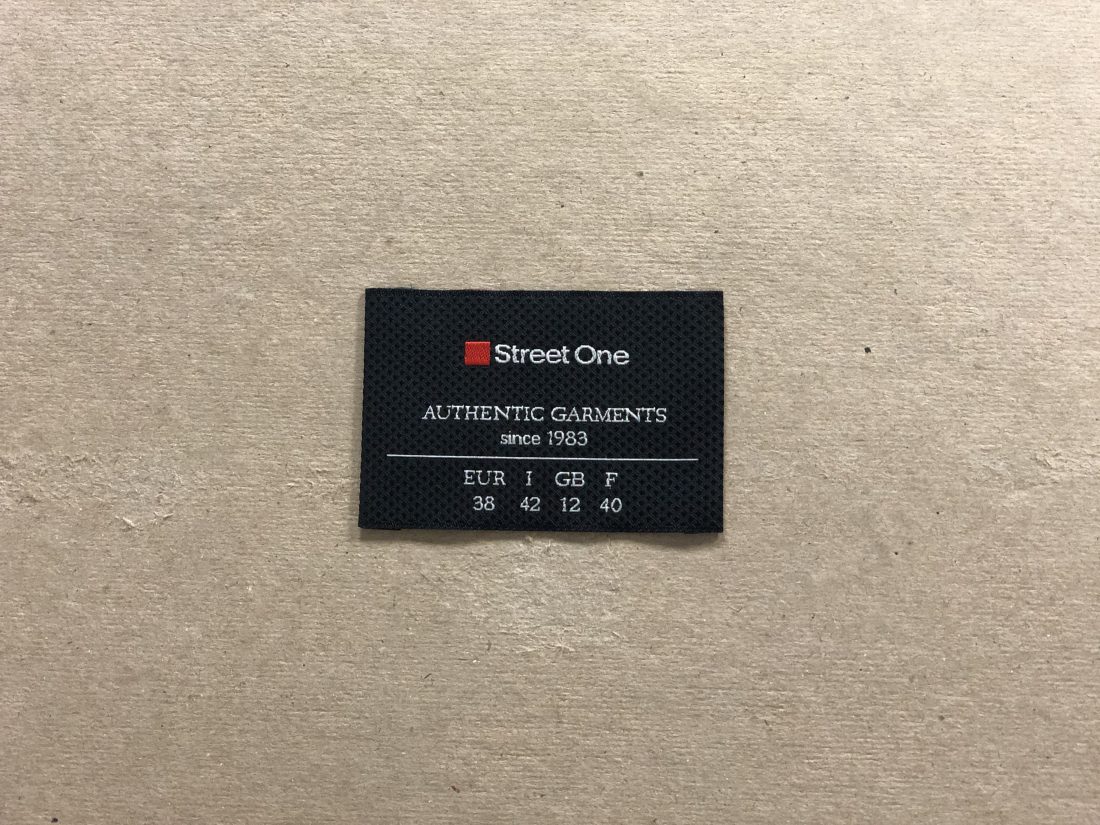 Street One
AUTHENTIC GARMENTS
since 1983
EUR I GB F
38 42 12 40